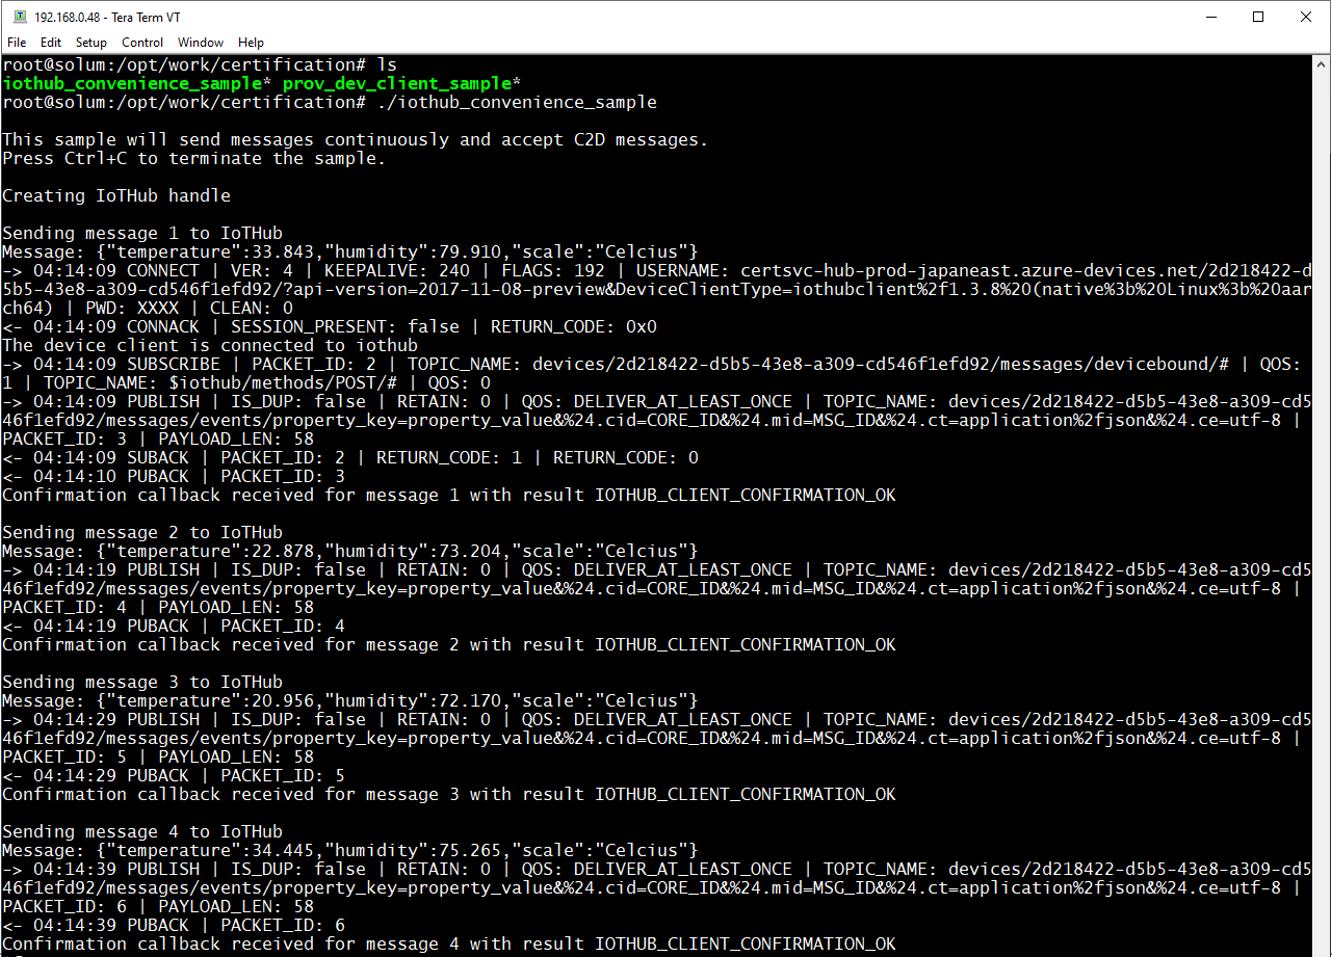 192.168.0.48 - Tera Term VT
File Edit Setup Control Window Help
root@solum:/opt/work/certification# ls
iothub_convenience_sample* prov_dev_client_sample*
root@solum:/opt/work/certification# ./iothub_convenience_sample
This sample will send messages continuously and accept C2D messages.
Press Ctrl+C to terminate the sample.
Creating IoTHub handle
Sending message 1 to IoTHub
Message: {"temperature":33.843,"humidity":79.910,"scale":"Celcius"}
-> 04:14:09 CONNECT | VER: 4 | KEEPALIVE: 240 | FLAGS: 192 | USERNAME: certsvc-hub-prod-japaneast.azure-devices.net/2d218422-d
5b5-43e8-a309-cd546f1efd92/?api-version=2017-11-08-preview&DeviceClientType=iothubclient%2f1.3.8%20(native%3b%20Linux%3b%20aar
ch64) | PWD: XXXX | CLEAN: 0
<- 04:14:09 CONNACK | SESSION_PRESENT: false | RETURN_CODE: 0x0
The device client is connected to iothub
-> 04:14:09 SUBSCRIBE | PACKET_ID: 2 | TOPIC_NAME: devices/2d218422-d5b5-43e8-a309-cd546f1efd92/messages/devicebound/# | QOS:
1 | TOPIC_NAME: $iothub/methods/POST/# | QOS: 0
-> 04:14:09 PUBLISH | IS_DUP: false | RETAIN: 0 | QOS: DELIVER_AT_LEAST_ONCE | TOPIC_NAME: devices/2d218422-d5b5-43e8-a309-cd5
46f1efd92/messages/events/property_key=property_value&%24.cid=CORE_ID&%24.mid=MSG_ID&%24.ct=application%2fjson&%24.ce=utf-8 |
PACKET_ID: 3 | PAYLOAD_LEN: 58
<- 04:14:09 SUBACK | PACKET_ID: 2 | RETURN_CODE: 1 | RETURN_CODE: 0
<- 04:14:10 PUBACK | PACKET_ID: 3
Confirmation callback received for message 1 with result IOTHUB_CLIENT_CONFIRMATION_OK
Sending message 2 to IoTHub
Message: {"temperature":22.878,"humidity":73.204,"scale":"Celcius"}
-> 04:14:19 PUBLISH | IS_DUP: false | RETAIN: 0 | QOS: DELIVER_AT_LEAST_ONCE | TOPIC_NAME: devices/2d218422-d5b5-43e8-a309-cd5
46f1efd92/messages/events/property_key=property_value&%24.cid=CORE_ID&%24.mid=MSG_ID&%24.ct=application%2fjson&%24.ce=utf-8 |
PACKET_ID: 4 | PAYLOAD_LEN: 58
<- 04:14:19 PUBACK | PACKET_ID: 4
Confirmation callback received for message 2 with result IOTHUB_CLIENT_CONFIRMATION_OK
Sending message 3 to IoTHub
Message: {"temperature":20.956,"humidity":72.170,"scale":"Celcius"}
-> 04:14:29 PUBLISH | IS_DUP: false | RETAIN: 0 | QOS: DELIVER_AT_LEAST_ONCE | TOPIC_NAME: devices/2d218422-d5b5-43e8-a309-cd5
46f1efd92/messages/events/property_key=property_value&%24.cid=CORE_ID&%24.mid=MSG_ID&%24.ct=application%2fjson&%24.ce=utf-8 |
PACKET_ID: 5 | PAYLOAD_LEN: 58
<- 04:14:29 PUBACK | PACKET_ID: 5
Confirmation callback received for message 3 with result IOTHUB_CLIENT_CONFIRMATION_OK
Sending message 4 to IoTHub
Message: {"temperature":34.445,"humidity":75.265,"scale":"Celcius"}
-> 04:14:39 PUBLISH | IS_DUP: false | RETAIN: 0 | QOS: DELIVER_AT_LEAST_ONCE | TOPIC_NAME: devices/2d218422-d5b5-43e8-a309-cd5
46f1efd92/messages/events/property_key=property_value&%24.cid=CORE_ID&%24.mid=MSG_ID&%24.ct=application%2fjson&%24.ce=utf-8 |
PACKET_ID: 6 | PAYLOAD_LEN: 58
<- 04:14:39 PUBACK | PACKET_ID: 6
Confirmation callback received for message 4 with result IOTHUB_CLIENT_CONFIRMATION_OK